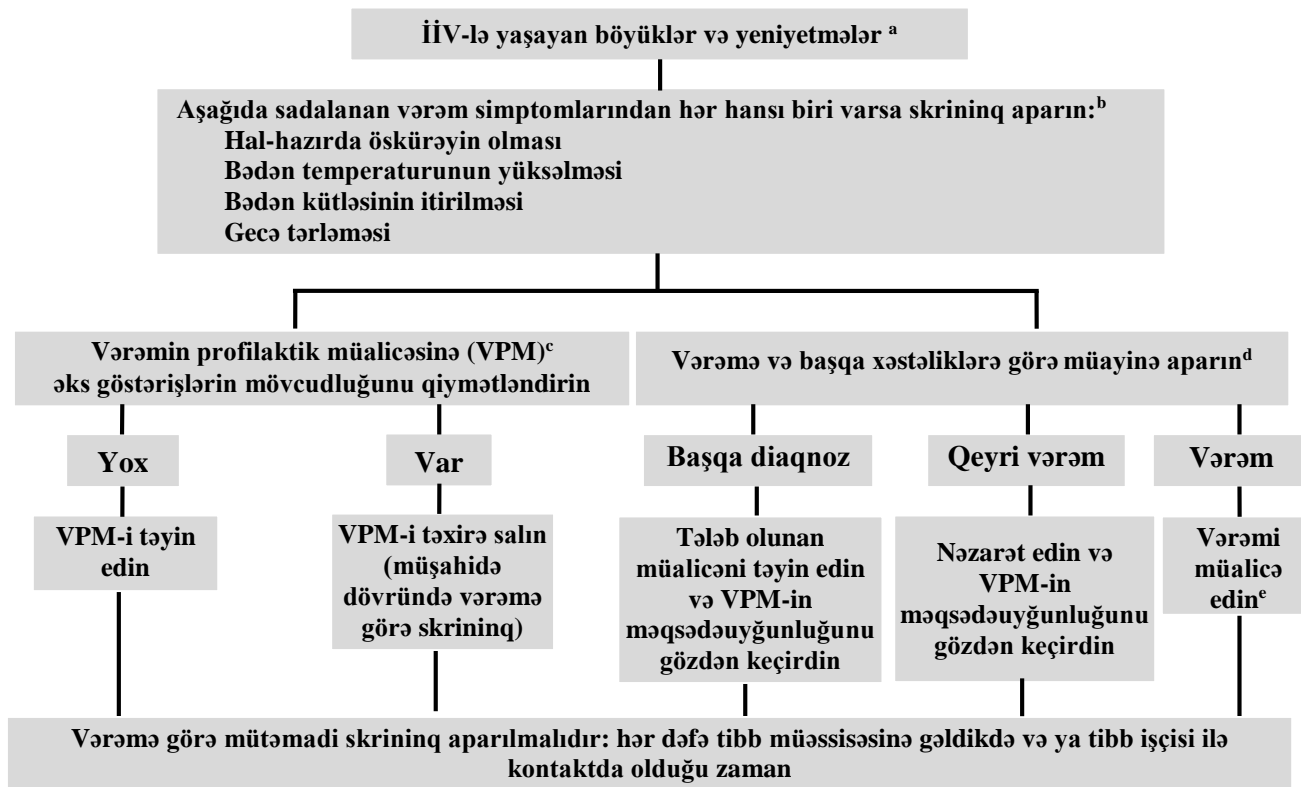 İİV-lə yaşayan böyüklər və yeniyetmələr ᵃ
Aşağıda sadalanan vərəm simptomlarından hər hansı biri varsa skrininq aparın:ᵇ
Hal-hazırda öskürəyin olması
Bədən temperaturunun yüksəlməsi
Bədən kütləsinin itirilməsi
Gecə tərləməsi
Vərəmin profilaktik müalicəsinə (VPM)ᶜ
əks göstərişlərin mövcudluğunu qiymətləndirin
Vərəmə və başqa xəstəliklərə görə müayinə aparınᵈ
Yox
Var
Başqa diaqnoz
Qeyri vərəm
Vərəm
VPM-i təyin
edin
VPM-i təxirə salın
(müşahidə
dövründə vərəmə
görə skrininq)
Tələb olunan
müalicəni təyin edin
və VPM-in
məqsədəuyğunluğunu
gözdən keçirdin
Nəzarət edin və
VPM-in
məqsədəuyğunluğunu
gözdən keçirdin
Vərəmi
müalicə
edinᵉ
Vərəmə görə mütəmadi skrininq aparılmalıdır: hər dəfə tibb müəssisəsinə gəldikdə və ya tibb işçisi ilə
kontaktda olduğu zaman